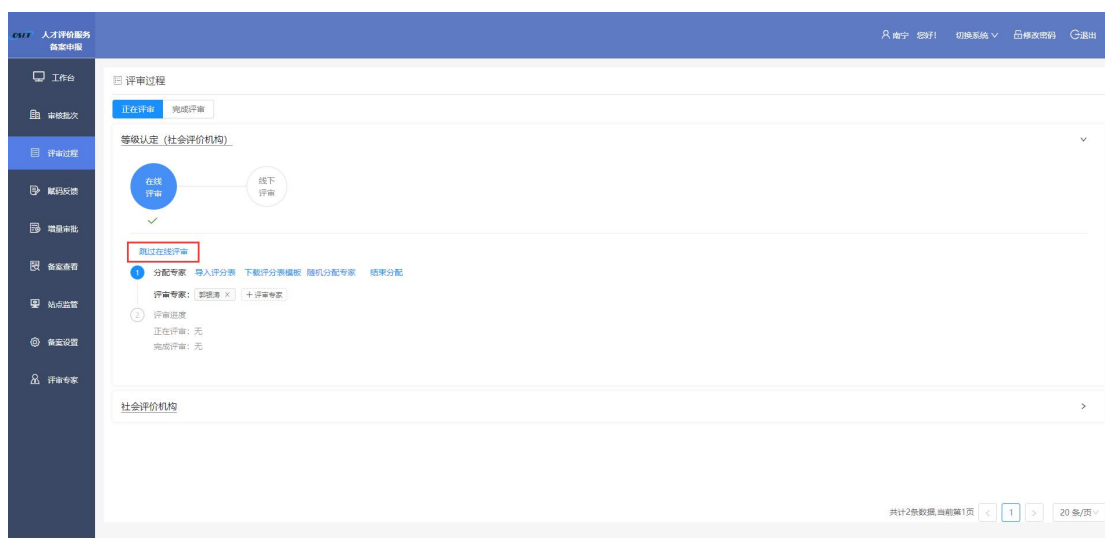 OSTA 人才评价服务
备案申报
南宁 您好! 切换系统 修改密码 退出
工作台
审核批次
评审过程
赋码反馈
增量审批
备案查看
站点监管
备案设置
评审专家
评审过程
正在评审 完成评审
等级认定(社会评价机构)
在线
评审
线下
评审
跳过在线评审
1 分配专家 导入评分表 下载评分表模板 随机分配专家 结束分配
评审专家: 郭银海 × + 评审专家
2 评审进度
正在评审: 无
完成评审: 无
社会评价机构
共计2条数据,当前第1页 < 1 > 20 条/页